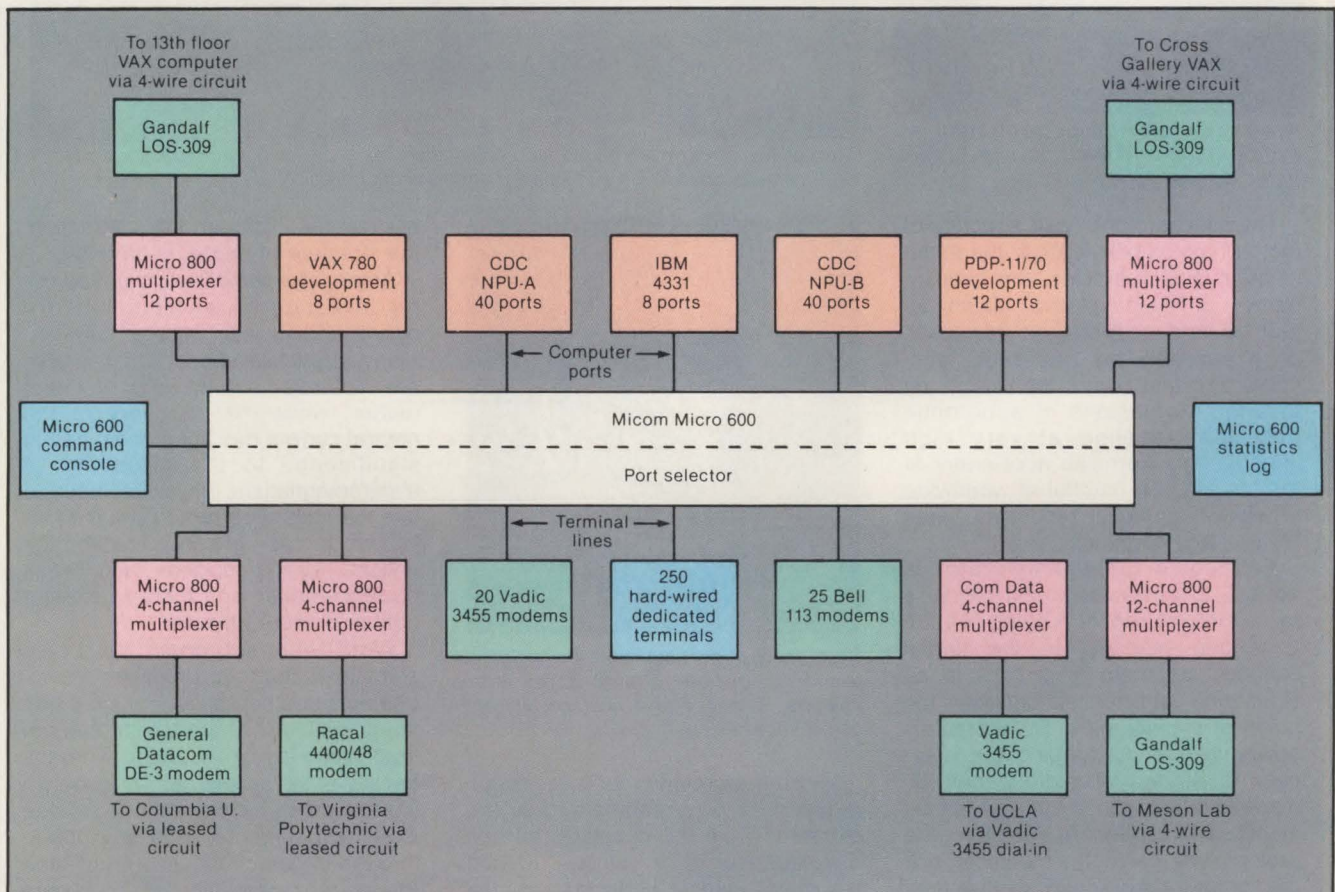 To 13th floor
VAX computer
via 4-wire circuit
To Cross
Gallery VAX
via 4-wire circuit
Gandalf
LOS-309
Gandalf
LOS-309
Micro 800
multiplexer
12 ports
VAX 780
development
8 ports
CDC
NPU-A
40 ports
IBM
4331
8 ports
CDC
NPU-B
40 ports
PDP-11/70
development
12 ports
Micro 800
multiplexer
12 ports
Computer
ports
Micro 600
command
console
Micom Micro 600
Port selector
Micro 600
statistics
log
Terminal
lines
Micro 800
4-channel
multiplexer
Micro 800
4-channel
multiplexer
20 Vadic
3455 modems
250
hard-wired
dedicated
terminals
25 Bell
113 modems
Com Data
4-channel
multiplexer
Micro 800
12-channel
multiplexer
General
Datacom
DE-3 modem
Racal
4400/48
modem
Vadic
3455
modem
Gandalf
LOS-309
To Columbia U.
via leased
circuit
To Virginia
Polytechnic via
leased circuit
To UCLA
via Vadic
3455 dial-in
To Meson Lab
via 4-wire
circuit